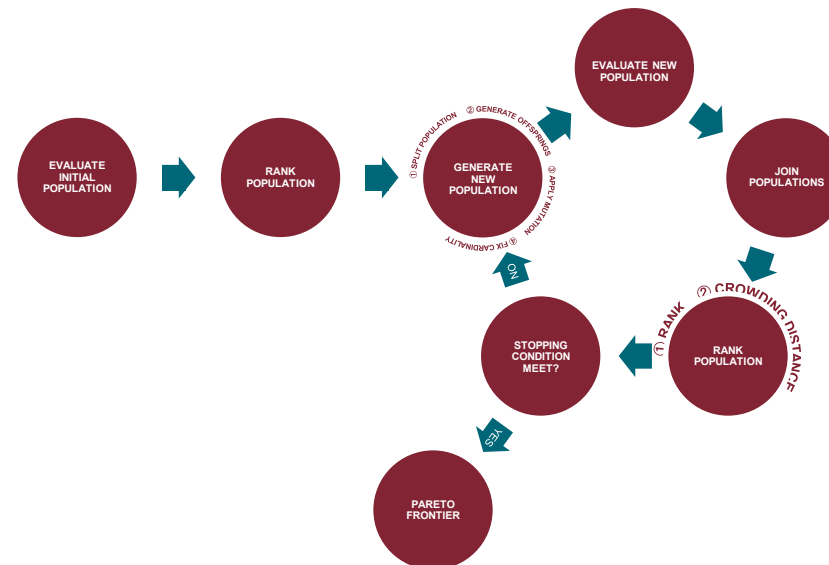 EVALUATE
INITIAL
POPULATION
RANK
POPULATION
① SPLIT POPULATION ② GENERATE OFFSPRINGS ③ APPLY MUTATION ④ FIX CARDINALITY
GENERATE
NEW
POPULATION
EVALUATE NEW
POPULATION
JOIN
POPULATIONS
① RANK ② CROWDING DISTANCE
RANK
POPULATION
STOPPING
CONDITION
MEET?
NO
YES
PARETO
FRONTIER